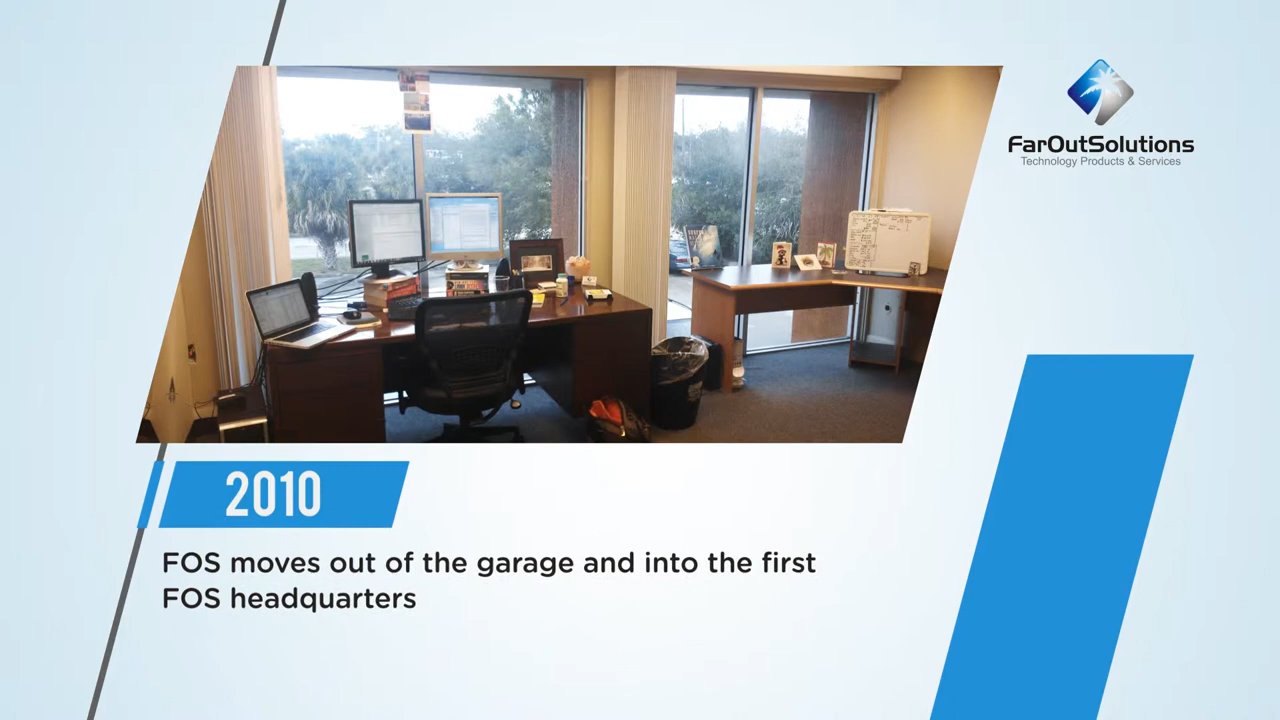 FarOutSolutions
Technology Products & Services
2010
FOS moves out of the garage and into the first
FOS headquarters